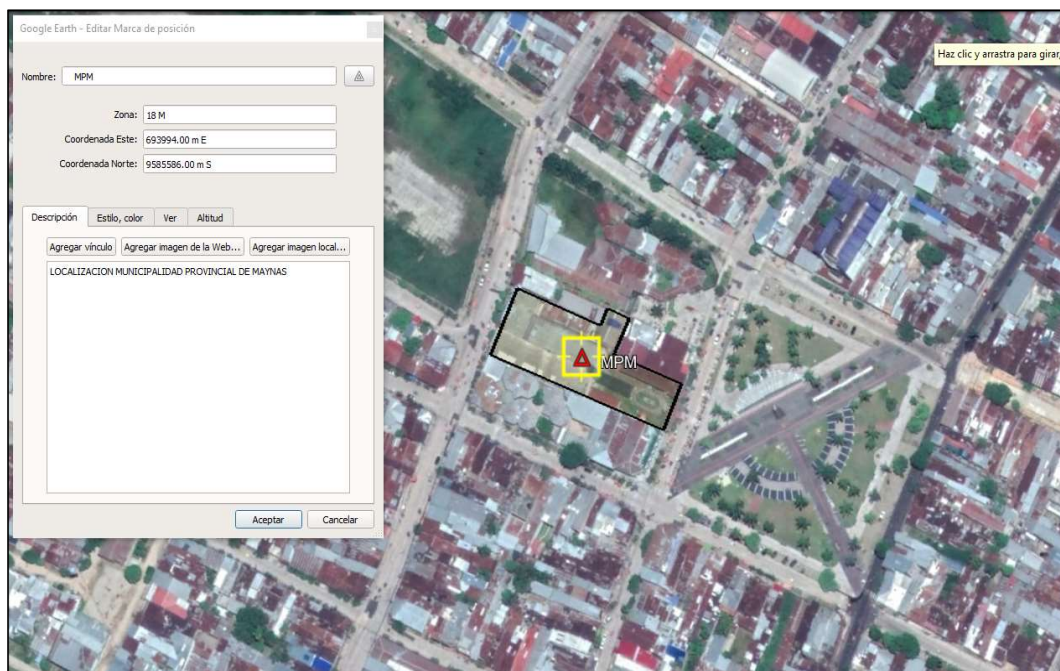 Google Earth - Editar Marca de posición
Haz clic y arrastra para girar
Nombre: MPM
Zona: 18 M
Coordenada Este: 693994.00 m E
Coordenada Norte: 9585586.00 m S
Descripción Estilo, color Ver Altitud
Agregar vínculo Agregar imagen de la Web... Agregar imagen local...
LOCALIZACION MUNICIPALIDAD PROVINCIAL DE MAYNAS
MPM
Aceptar Cancelar